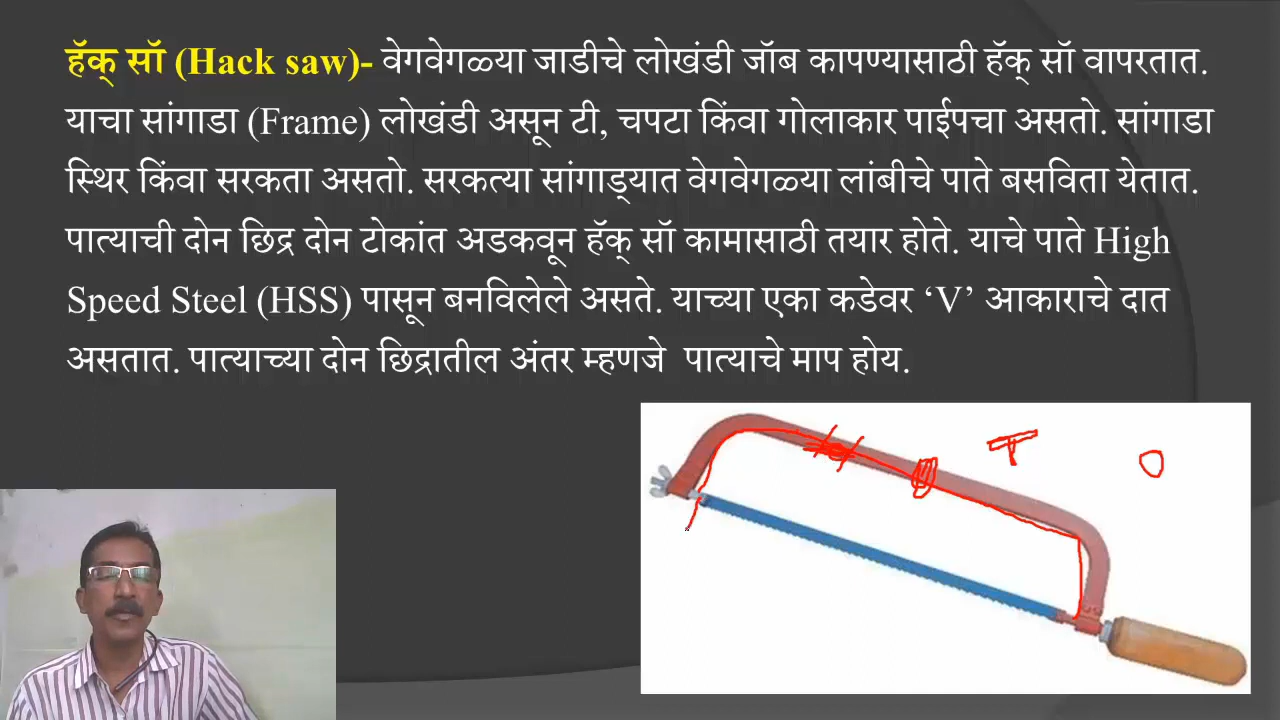 हॅक् सॉ (Hack saw)- वेगवेगळ्या जाडीचे लोखंडी जॉब कापण्यासाठी हॅक् सॉ वापरतात.
याचा सांगाडा (Frame) लोखंडी असून टी, चपटा किंवा गोलाकार पाईपचा असतो. सांगाडा
स्थिर किंवा सरकता असतो. सरकत्या सांगाड्यात वेगवेगळ्या लांबीचे पाते बसविता येतात.
पात्याची दोन छिद्र दोन टोकांत अडकवून हॅक् सॉ कामासाठी तयार होते. याचे पाते High
Speed Steel (HSS) पासून बनविलेले असते. याच्या एका कडेवर ‘V’ आकाराचे दात
असतात. पात्याच्या दोन छिद्रातील अंतर म्हणजे पात्याचे माप होय.